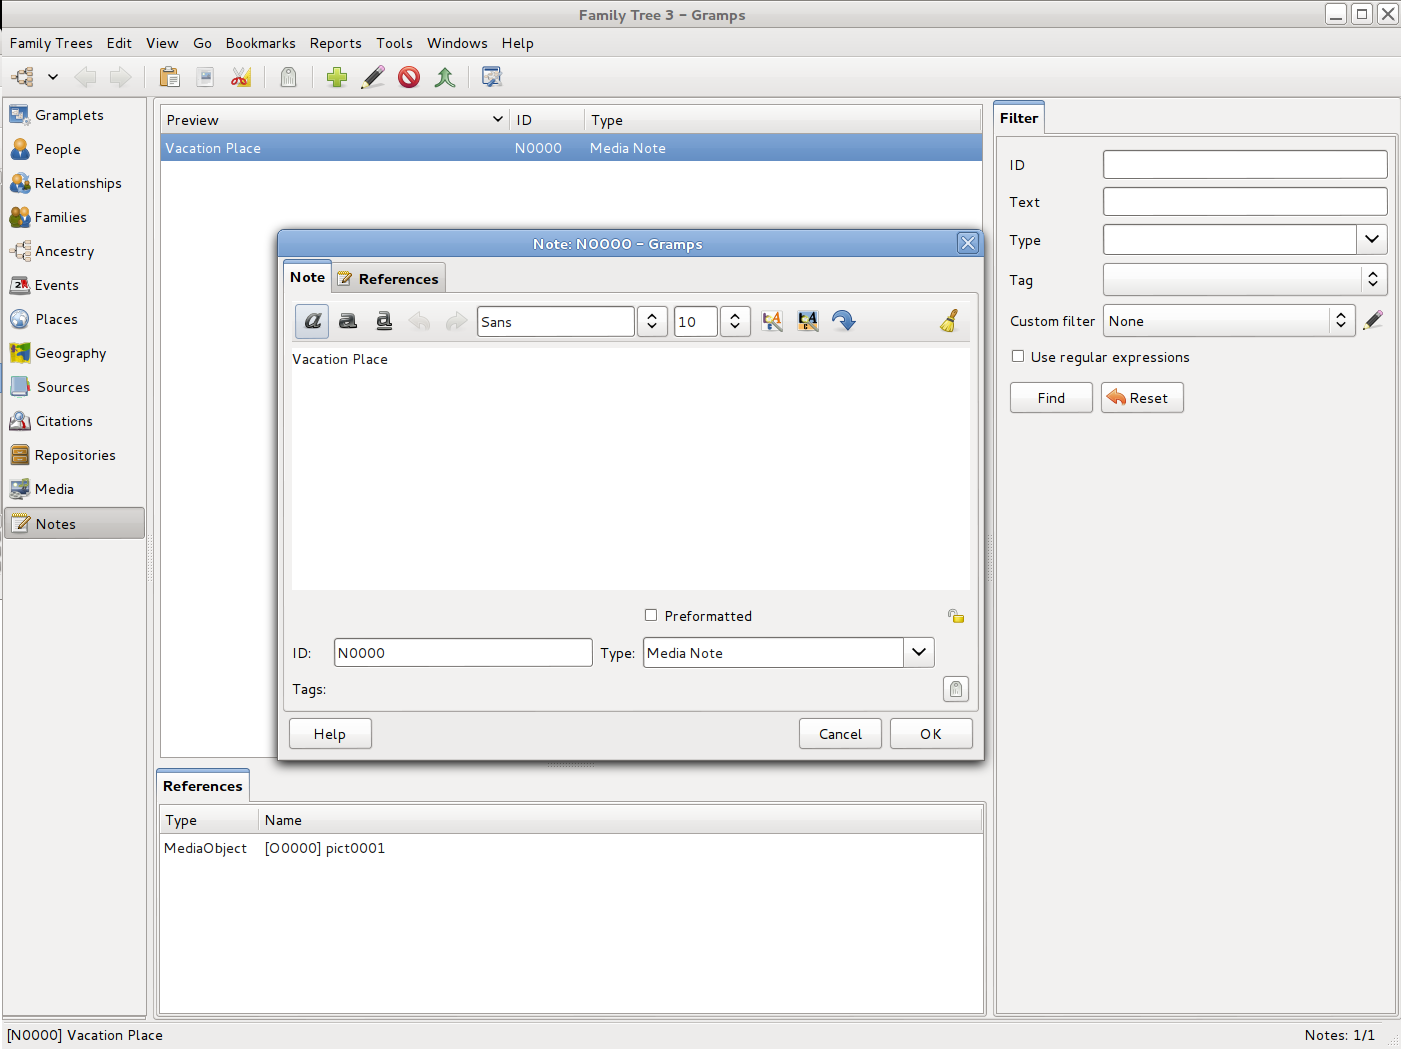 Family Tree 3 - Gramps
Family Trees Edit View Go Bookmarks Reports Tools Windows Help
Gramplets
People
Relationships
Families
Ancestry
Events
Places
Geography
Sources
Citations
Repositories
Media
Notes
Preview ID Type
Vacation Place N0000 Media Note
Note: N0000 - Gramps
Note References
Sans 10
Vacation Place
Preformatted
ID: N0000 Type: Media Note
Tags:
Help Cancel OK
References
Type Name
MediaObject [O0000] pict0001
Filter
ID
Text
Type
Tag
Custom filter None
Use regular expressions
Find Reset
[N0000] Vacation Place Notes: 1/1